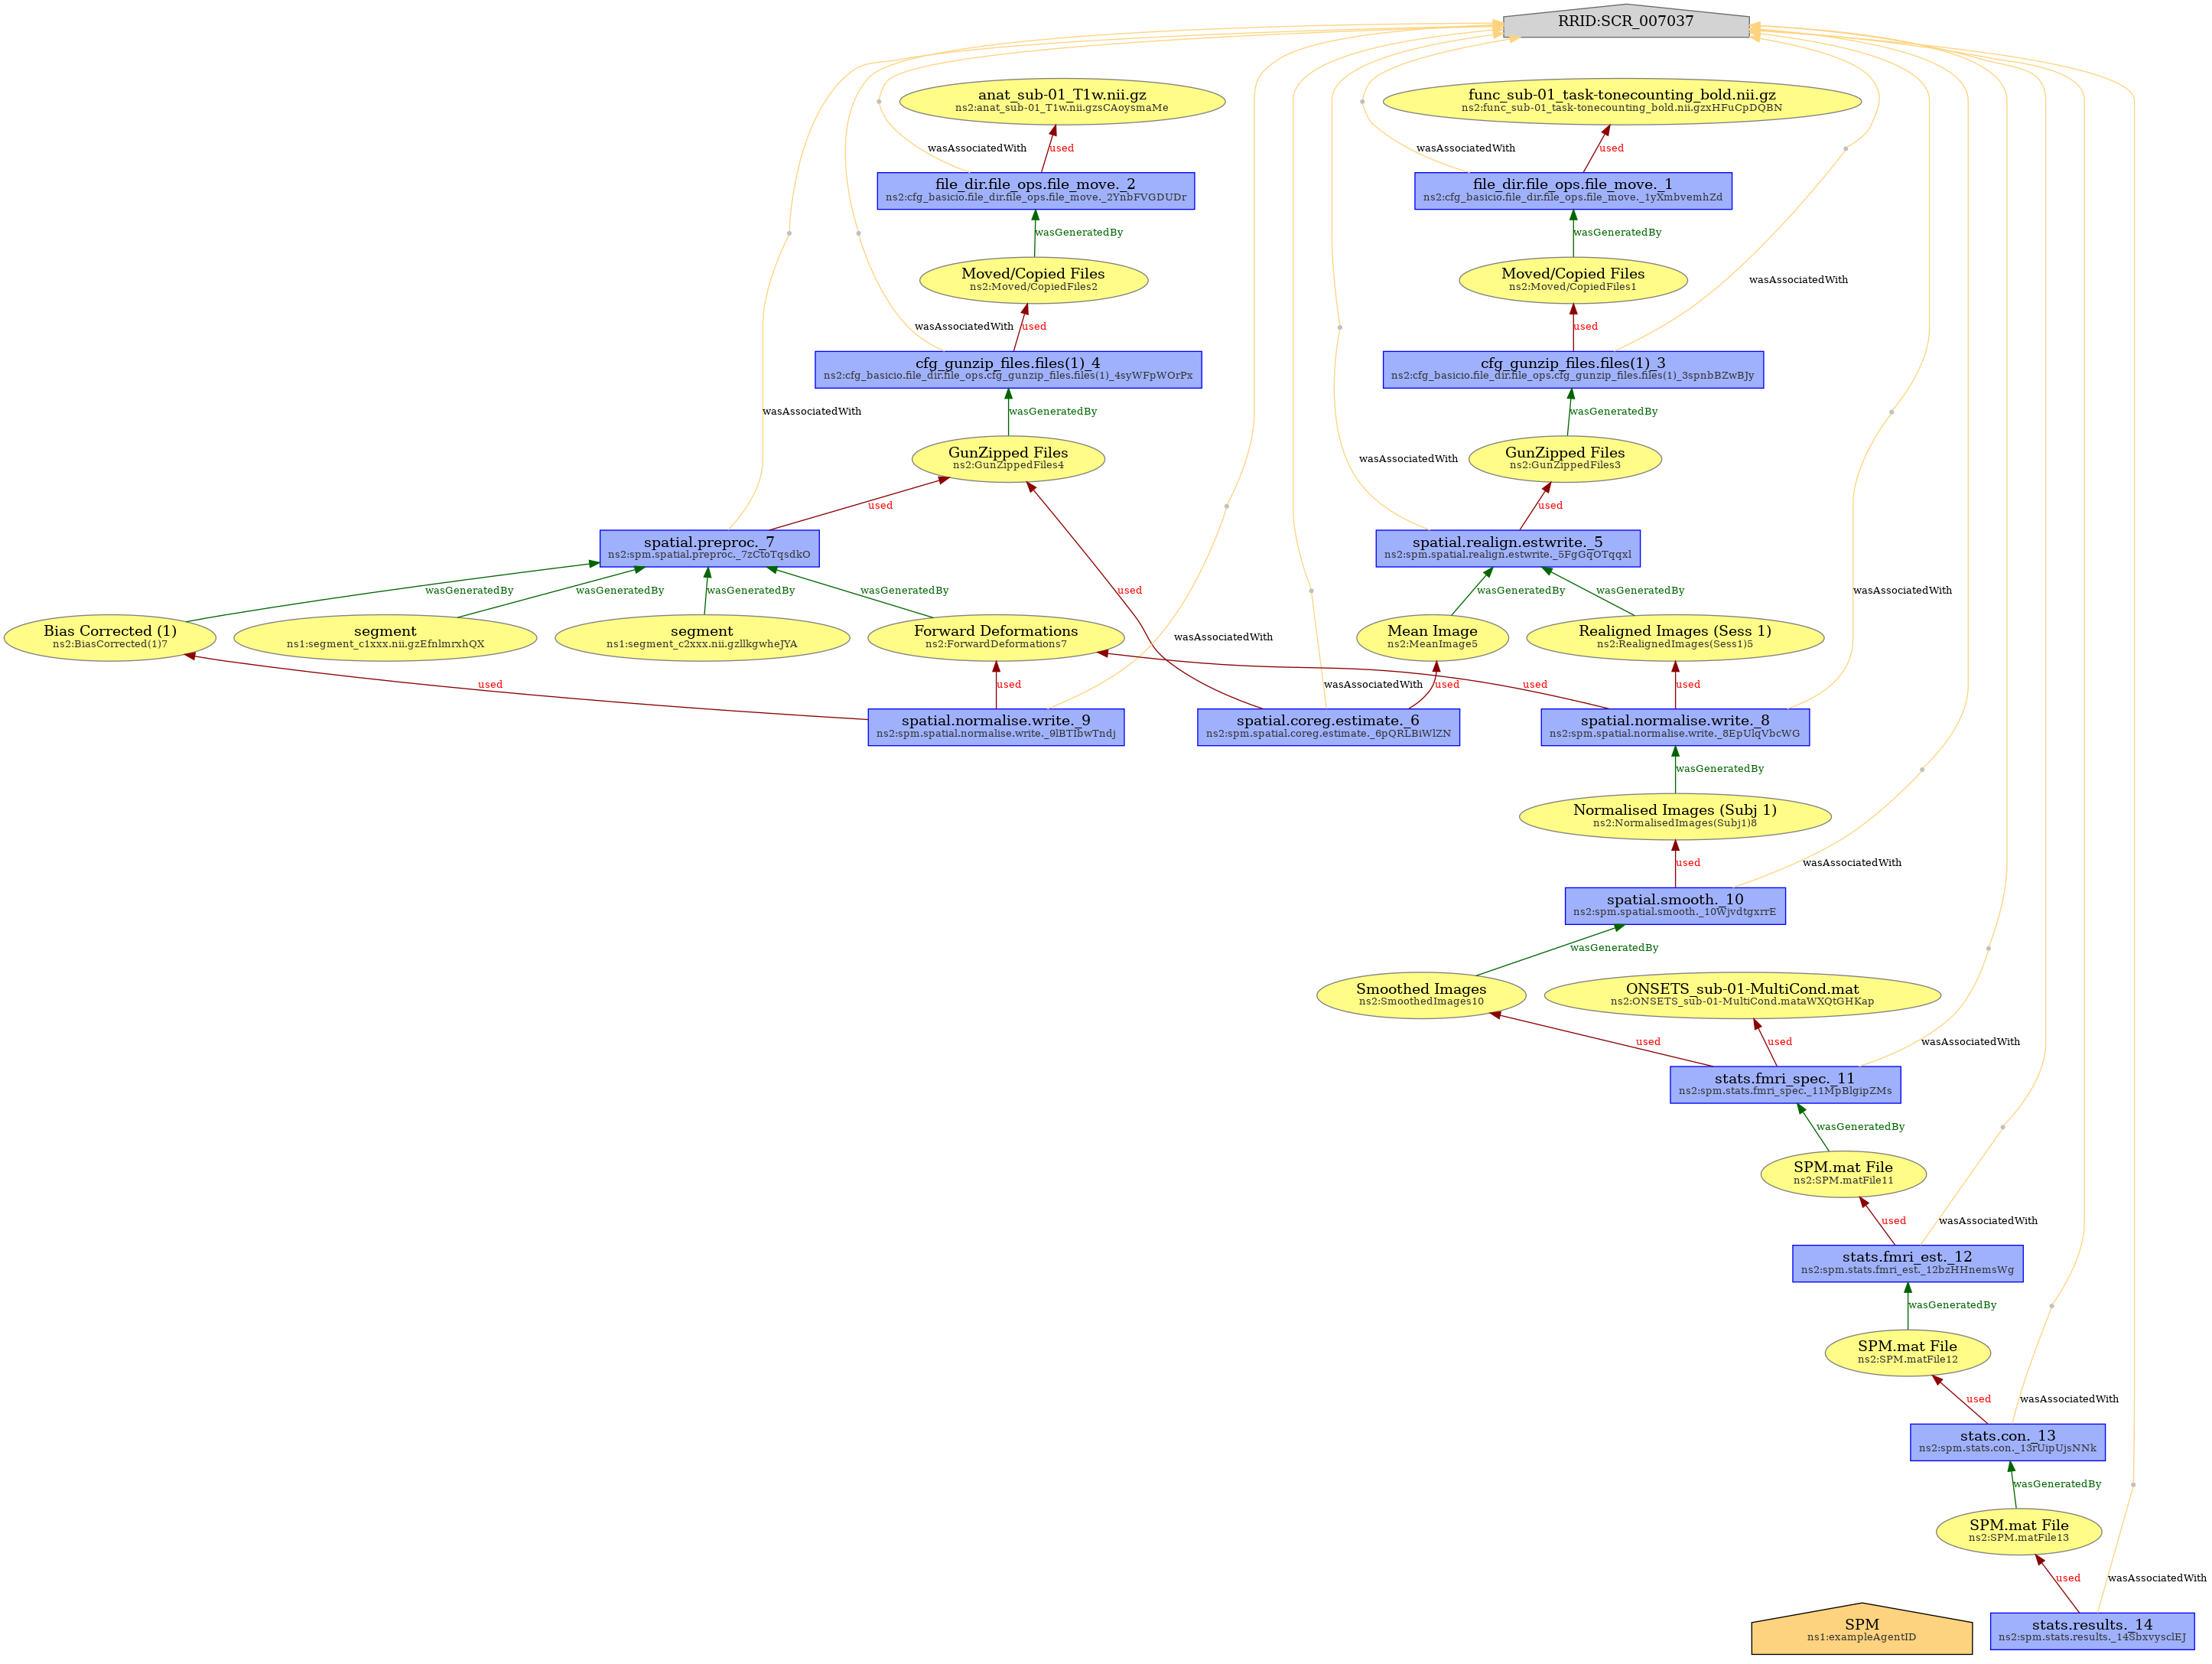 RRID:SCR_007037
anat_sub-01_T1w.nii.gz
ns2:anat_sub-01_T1w.nii.gzsCAoysmaMe
func_sub-01_task-tonecounting_bold.nii.gz
ns2:func_sub-01_task-tonecounting_bold.nii.gzxHFuCpDQBN
wasAssociatedWith
used
wasAssociatedWith
used
file_dir.file_ops.file_move._2
ns2:cfg_basicio.file_dir.file_ops.file_move._2YnbFVGDUDr
file_dir.file_ops.file_move._1
ns2:cfg_basicio.file_dir.file_ops.file_move._1yXmbvemhZd
wasGeneratedBy
wasGeneratedBy
Moved/Copied Files
ns2:Moved/CopiedFiles2
Moved/Copied Files
ns2:Moved/CopiedFiles1
wasAssociatedWith
wasAssociatedWith
used
used
cfg_gunzip_files.files(1)_4
ns2:cfg_basicio.file_dir.file_ops.cfg_gunzip_files.files(1)_4syWFpWOrPx
cfg_gunzip_files.files(1)_3
ns2:cfg_basicio.file_dir.file_ops.cfg_gunzip_files.files(1)_3spnbBZwBJy
wasAssociatedWith
wasGeneratedBy
wasGeneratedBy
GunZipped Files
ns2:GunZippedFiles4
GunZipped Files
ns2:GunZippedFiles3
wasAssociatedWith
used
used
spatial.preproc._7
ns2:spm.spatial.preproc._7zCtoTqsdkO
spatial.realign.estwrite._5
ns2:spm.spatial.realign.estwrite._5FgGqOTqqxl
wasGeneratedBy
wasGeneratedBy
wasGeneratedBy
wasGeneratedBy
used
wasGeneratedBy
wasGeneratedBy
wasAssociatedWith
Bias Corrected (1)
ns2:BiasCorrected(1)7
segment
ns1:segment_c1xxx.nii.gzEfnlmrxhQX
segment
ns1:segment_c2xxx.nii.gzllkgwheJYA
Forward Deformations
ns2:ForwardDeformations7
wasAssociatedWith
Mean Image
ns2:MeanImage5
Realigned Images (Sess 1)
ns2:RealignedImages(Sess1)5
used
used
wasAssociatedWith
used
used
used
spatial.normalise.write._9
ns2:spm.spatial.normalise.write._9lBTIbwTndj
spatial.coreg.estimate._6
ns2:spm.spatial.coreg.estimate._6pQRLBiWlZN
spatial.normalise.write._8
ns2:spm.spatial.normalise.write._8EpUlqVbcWG
wasGeneratedBy
Normalised Images (Subj 1)
ns2:NormalisedImages(Subj1)8
used
wasAssociatedWith
spatial.smooth._10
ns2:spm.spatial.smooth._10WjvdtgxrrE
wasGeneratedBy
Smoothed Images
ns2:SmoothedImages10
ONSETS_sub-01-MultiCond.mat
ns2:ONSETS_sub-01-MultiCond.mataWXQtGHKap
used
used
wasAssociatedWith
stats.fmri_spec._11
ns2:spm.stats.fmri_spec._11MpBlgipZMs
wasGeneratedBy
SPM.mat File
ns2:SPM.matFile11
used
wasAssociatedWith
stats.fmri_est._12
ns2:spm.stats.fmri_est._12bzHHnemsWg
wasGeneratedBy
SPM.mat File
ns2:SPM.matFile12
used
wasAssociatedWith
stats.con._13
ns2:spm.stats.con._13rUipUjsNNk
wasGeneratedBy
SPM.mat File
ns2:SPM.matFile13
used
wasAssociatedWith
SPM
ns1:exampleAgentID
stats.results._14
ns2:spm.stats.results._14SbxvysclEJ